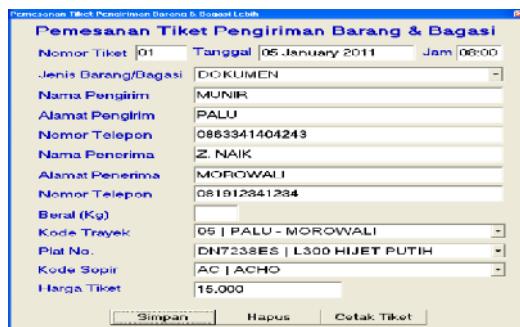 Pemesanan Tiket Pengiriman Barang & Bagasi Lebih
Pemesanan Tiket Pengiriman Barang & Bagasi
Nomor Tiket 01 Tanggal 05 January 2011 Jam 08:00
Jenis Barang/Bagasi DOKUMEN
Nama Pengirim MUNIR
Alamat Pengirim PALU
Nomor Telepon 0863341404243
Nama Penerima Z. NAIK
Alamat Penerima MOROWALI
Nomor Telepon 081912341234
Berat (Kg)
Kode Trayek 05 | PALU - MOROWALI
Plat No. DN7238ES | L300 HIJET PUTIH
Kode Sopir AC | ACHO
Harga Tiket 15.000
Simpan Hapus Cetak Tiket